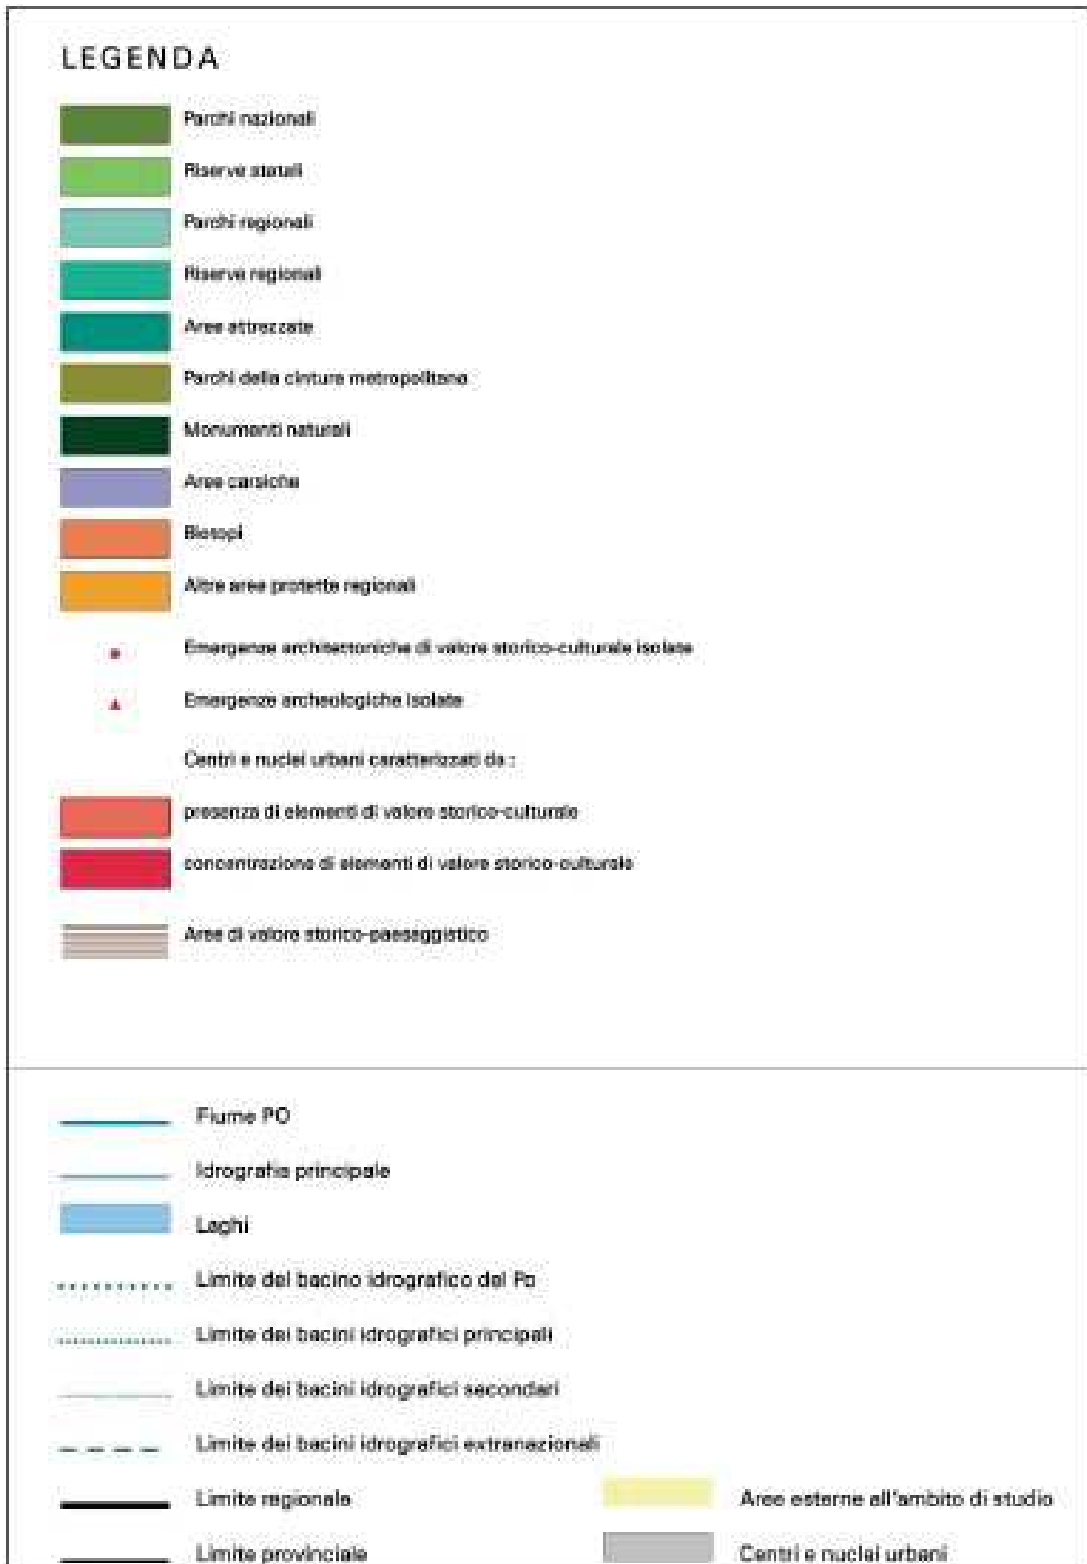 LEGENDA
Parchi nazionali
Riserve statali
Parchi regionali
Riserve regionali
Aree attrezzate
Parchi della cintura metropolitana
Monumenti naturali
Aree carsiche
Biotopi
Altre aree protette regionali
Emergenze architettoniche di valore storico-culturale isolate
Emergenze archeologiche isolate
Centri e nuclei urbani caratterizzati da :
presenza di elementi di valore storico-culturale
concentrazione di elementi di valore storico-culturale
Aree di valore storico-paesaggistico
Fiume PO
Idrografia principale
Laghi
Limite del bacino idrografico del Po
Limite dei bacini idrografici principali
Limite dei bacini idrografici secondari
Limite dei bacini idrografici extranazionali
Limite regionale
Aree esterne all'ambito di studio
Limite provinciale
Centri e nuclei urbani